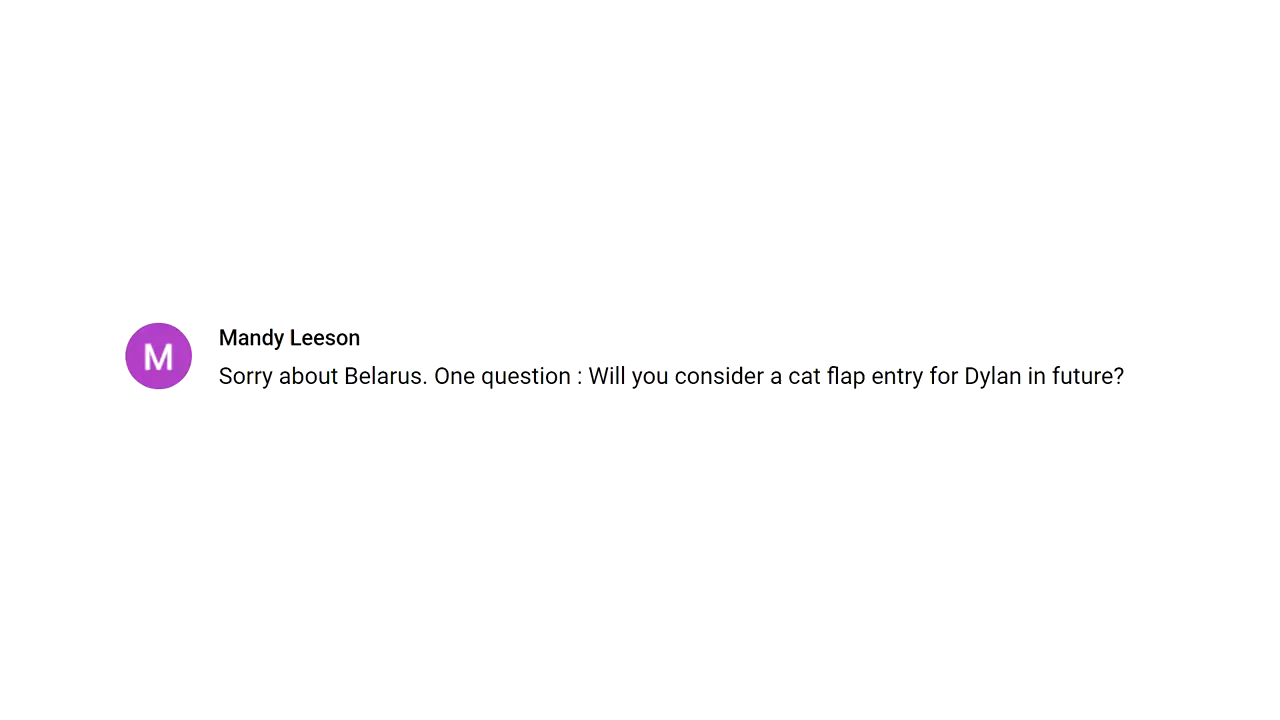 M
Mandy Leeson
Sorry about Belarus. One question : Will you consider a cat flap entry for Dylan in future?